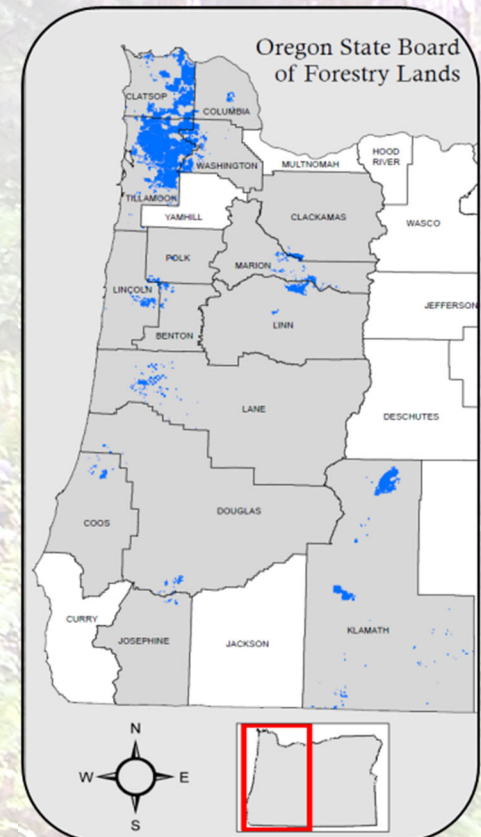 Oregon State Board
of Forestry Lands
CLATSOP
COLUMBIA
HOOD
RIVER
WASHINGTON
MULTNOMAH
TILLAMOOK
YAMHILL
CLACKAMAS
WASCO
POLK
MARION
LINCOLN
JEFFERSON
LINN
BENTON
LANE
DESCHUTES
DOUGLAS
COOS
CURRY
JOSEPHINE
JACKSON
KLAMATH
N
W
E
S